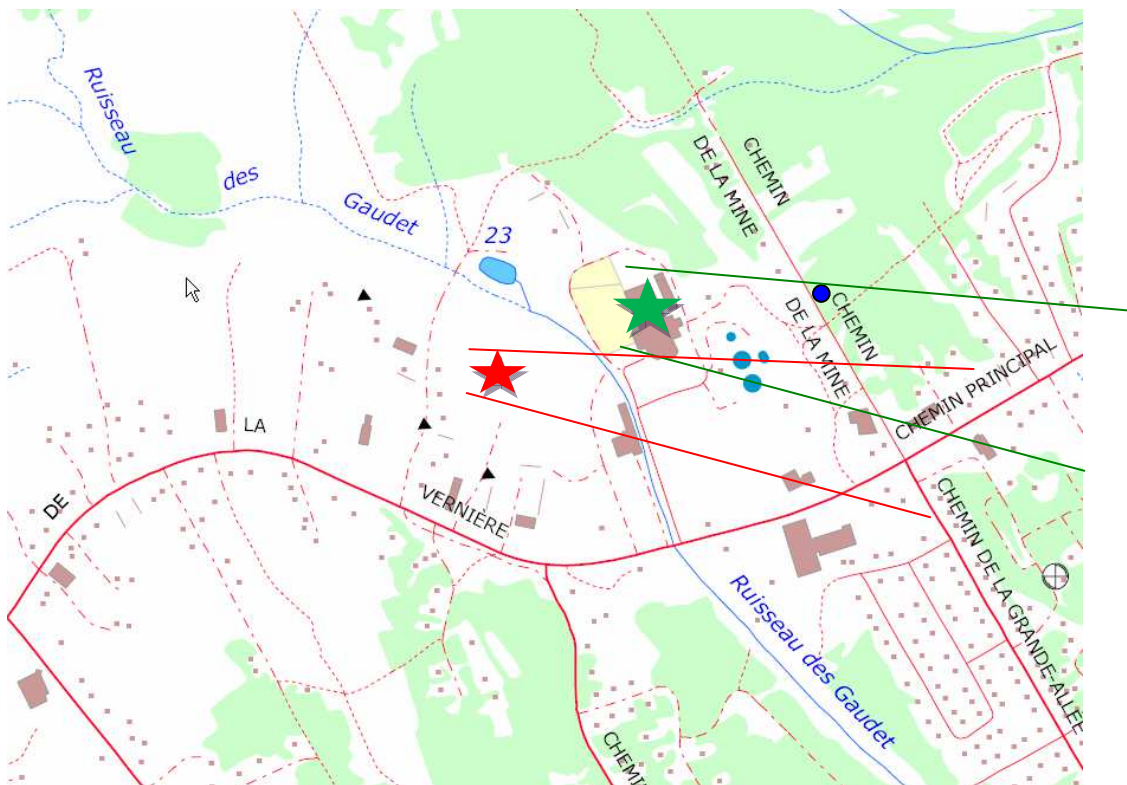 Ruisseau
des
Gaudet
23
CHEMIN
DE LA MINE
CHEMIN
DE LA MINE
CHEMIN PRINCIPAL
LA
DE
VERNIÈRE
CHEMIN DE LA GRANDE-ALLÉE
Ruisseau des Gaudet
CHEMIN